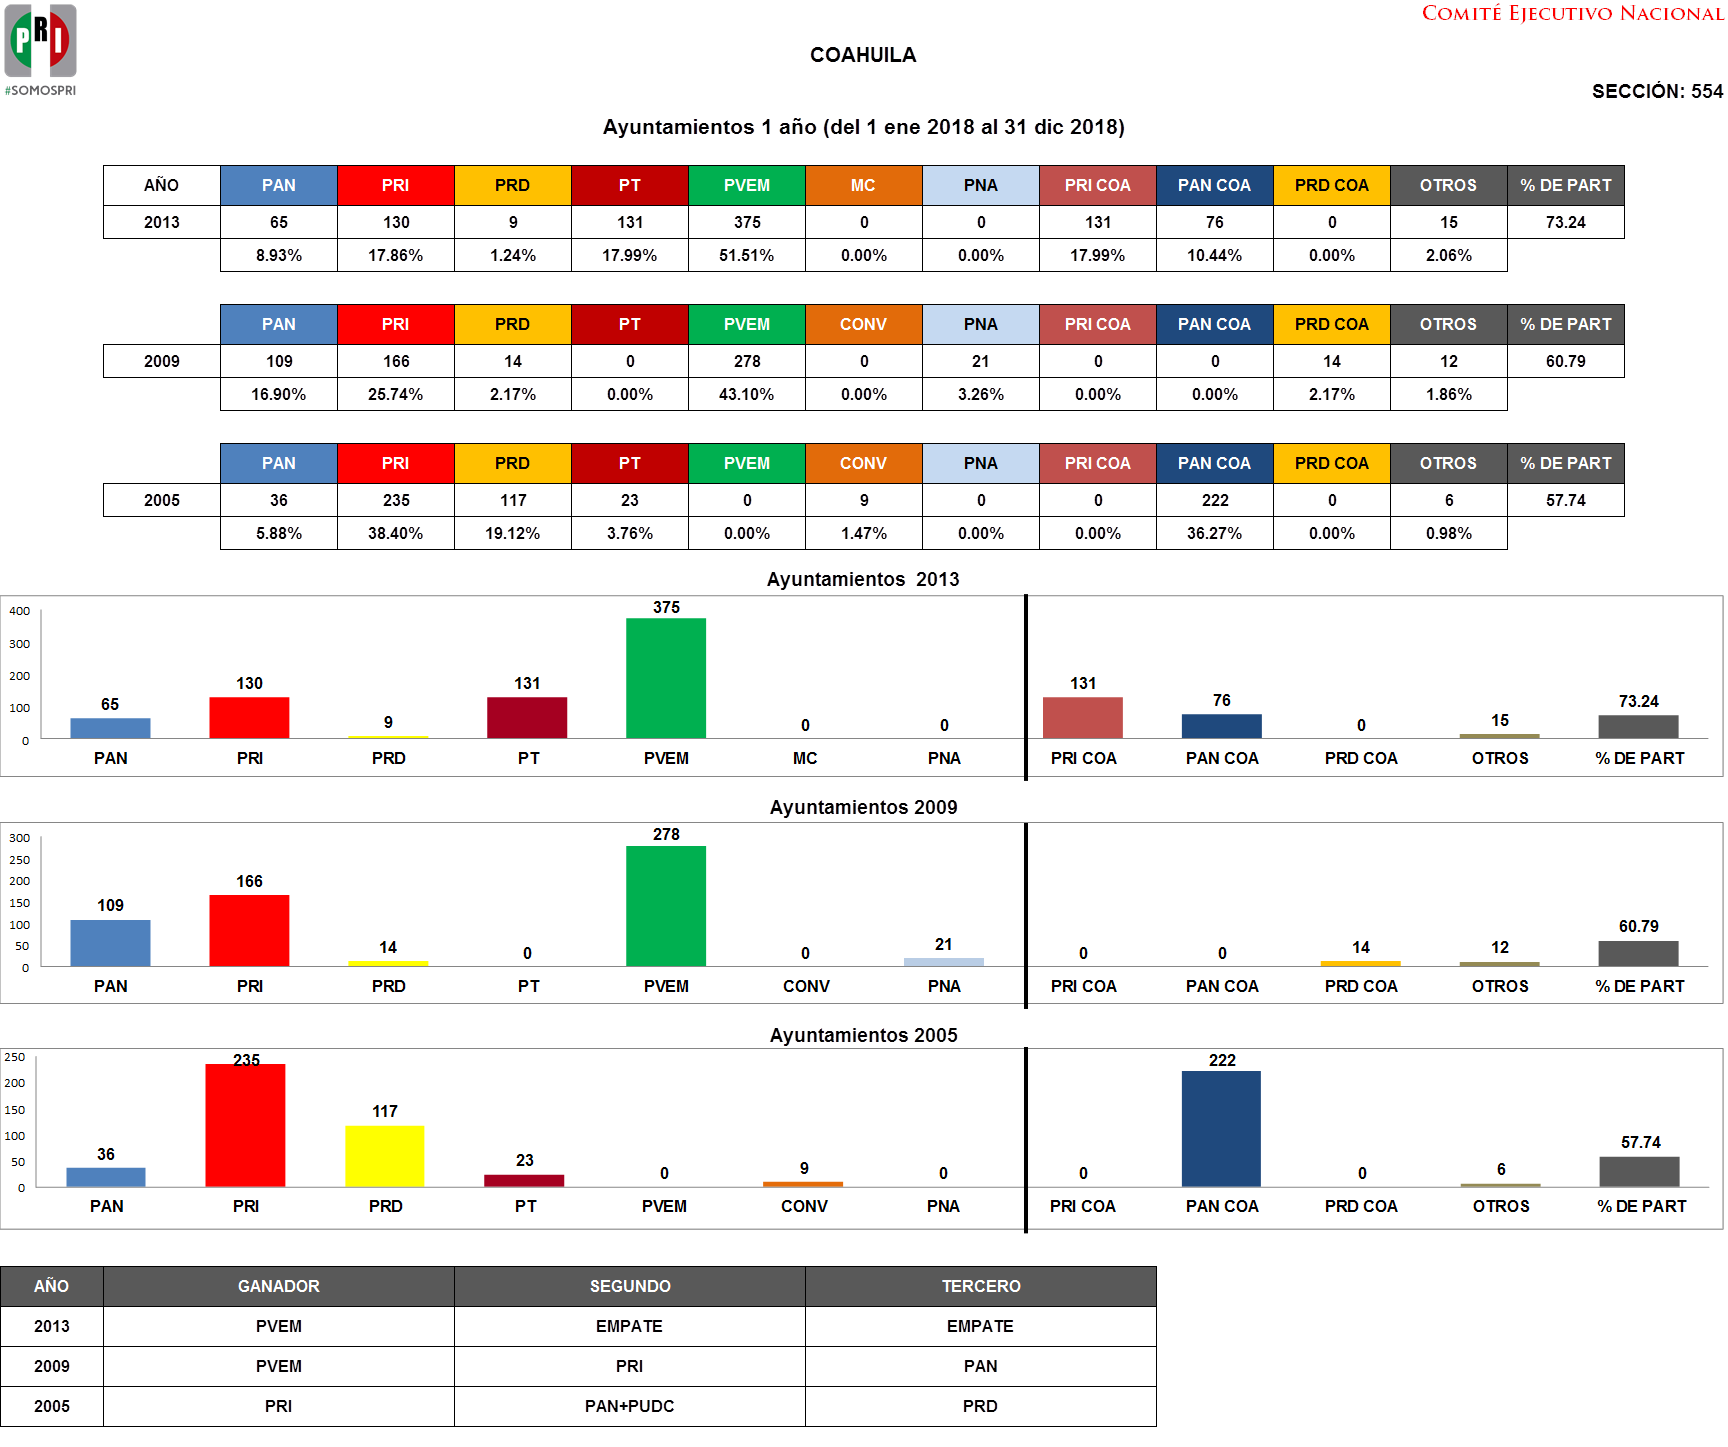 PRI
#SOMOSPRI
COMITÉ EJECUTIVO NACIONAL
COAHUILA
SECCIÓN: 554
Ayuntamientos 1 año (del 1 ene 2018 al 31 dic 2018)
AÑO PAN PRI PRD PT PVEM MC PNA PRI COA PAN COA PRD COA OTROS % DE PART
2013 65 130 9 131 375 0 0 131 76 0 15 73.24
8.93% 17.86% 1.24% 17.99% 51.51% 0.00% 0.00% 17.99% 10.44% 0.00% 2.06%
PAN PRI PRD PT PVEM CONV PNA PRI COA PAN COA PRD COA OTROS % DE PART
2009 109 166 14 0 278 0 21 0 0 14 12 60.79
16.90% 25.74% 2.17% 0.00% 43.10% 0.00% 3.26% 0.00% 0.00% 2.17% 1.86%
PAN PRI PRD PT PVEM CONV PNA PRI COA PAN COA PRD COA OTROS % DE PART
2005 36 235 117 23 0 9 0 0 222 0 6 57.74
5.88% 38.40% 19.12% 3.76% 0.00% 1.47% 0.00% 0.00% 36.27% 0.00% 0.98%
Ayuntamientos 2013
400
300
200
100
0
65 130 9 131 375 0 0 131 76 0 15 73.24
PAN PRI PRD PT PVEM MC PNA PRI COA PAN COA PRD COA OTROS % DE PART
Ayuntamientos 2009
300
250
200
150
100
50
0
109 166 14 0 278 0 21 0 0 14 12 60.79
PAN PRI PRD PT PVEM CONV PNA PRI COA PAN COA PRD COA OTROS % DE PART
Ayuntamientos 2005
250
200
150
100
50
0
36 235 117 23 0 9 0 0 222 0 6 57.74
PAN PRI PRD PT PVEM CONV PNA PRI COA PAN COA PRD COA OTROS % DE PART
AÑO GANADOR SEGUNDO TERCERO
2013 PVEM EMPATE EMPATE
2009 PVEM PRI PAN
2005 PRI PAN+PUDC PRD